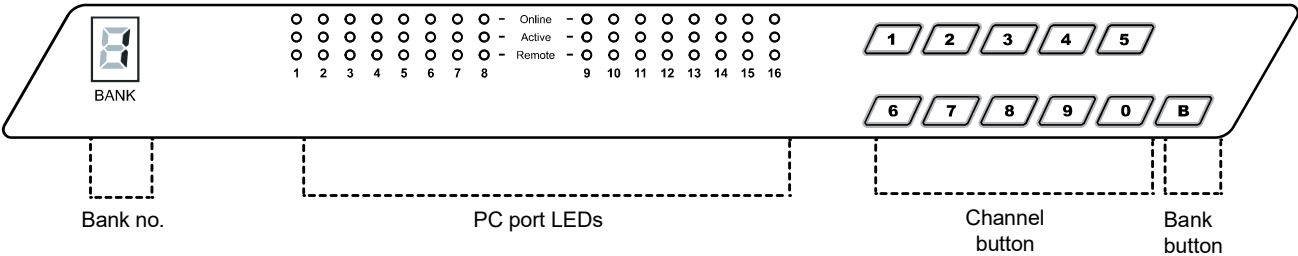 - Online -
- Active -
- Remote -
1 2 3 4 5 6 7 8 9 10 11 12 13 14 15 16
1 2 3 4 5
1
BANK
6 7 8 9 0 B
Bank no.
PC port LEDs
Channel
button
Bank
button